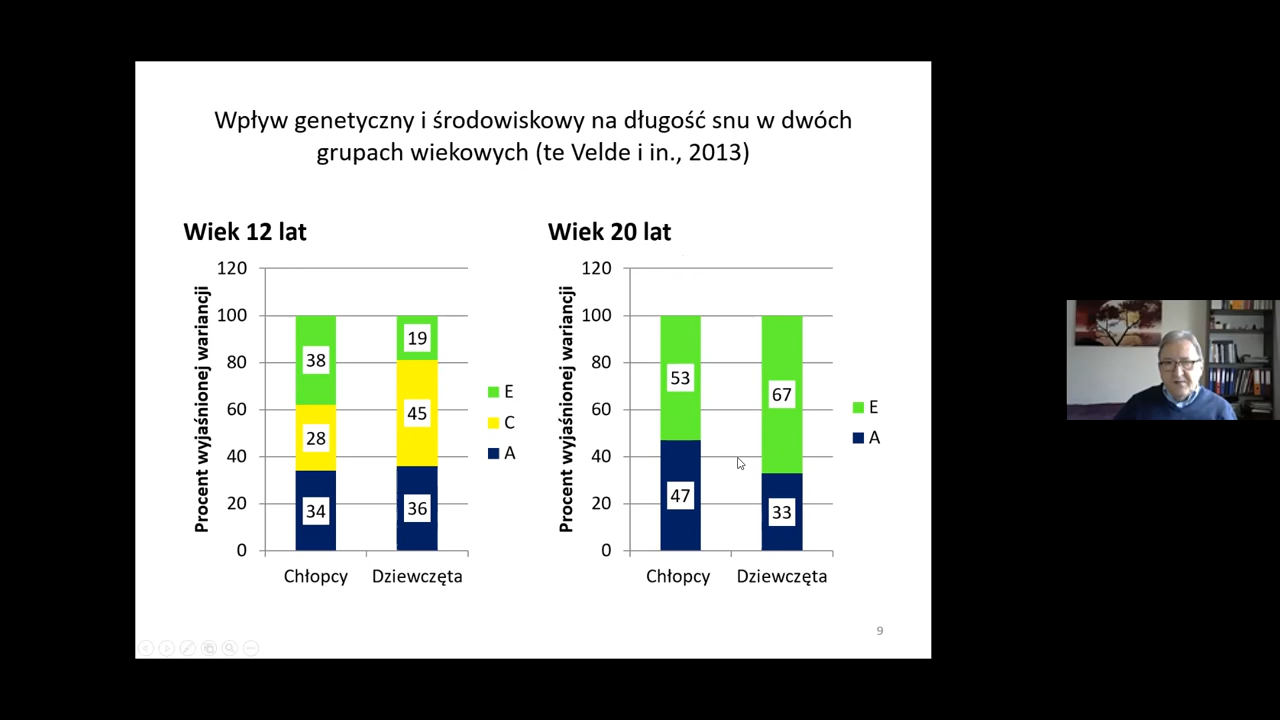 Wpływ genetyczny i środowiskowy na długość snu w dwóch
grupach wiekowych (te Velde i in., 2013)
Wiek 12 lat
Procent wyjaśnionej wariancji
120
100
80
60
40
20
0
38
28
34
19
45
36
Chłopcy
Dziewczęta
E
C
A
Wiek 20 lat
Procent wyjaśnionej wariancji
120
100
80
60
40
20
0
53
47
67
33
Chłopcy
Dziewczęta
E
A
9